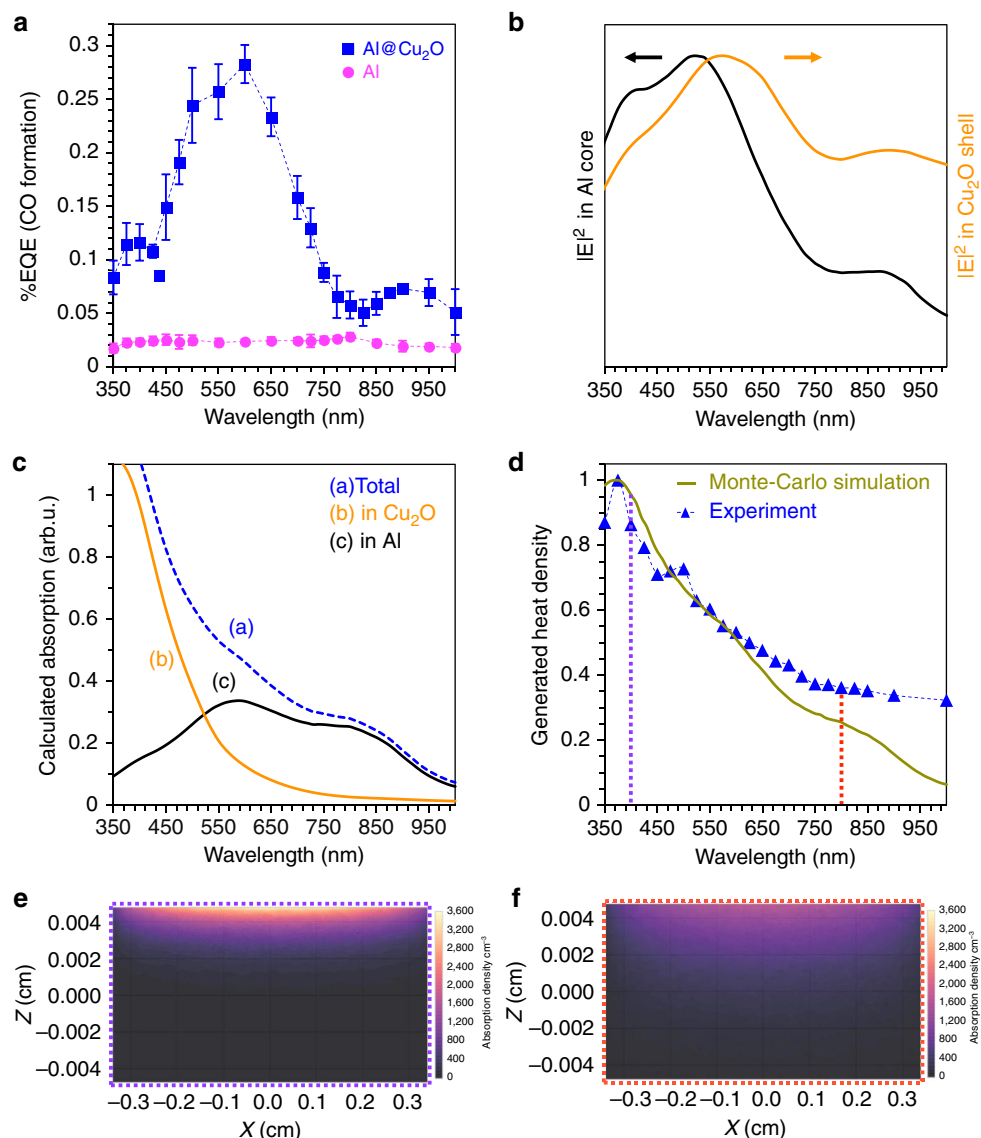 a
%EQE (CO formation)
0.3
0.25
0.2
0.15
0.1
0.05
0
Al@Cu₂O
Al
350 450 550 650 750 850 950
Wavelength (nm)
b
|E|² in Al core
|E|² in Cu₂O shell
350 450 550 650 750 850 950
Wavelength (nm)
c
Calculated absorption (arb.u.)
1
0.8
0.6
0.4
0.2
0
(a)Total
(b) in Cu₂O
(c) in Al
(a)
(b)
(c)
350 450 550 650 750 850 950
Wavelength (nm)
d
Generated heat density
1
0.8
0.6
0.4
0.2
0
Monte-Carlo simulation
Experiment
350 450 550 650 750 850 950
Wavelength (nm)
e
Z (cm)
0.004
0.002
0.000
−0.002
−0.004
−0.3 −0.2 −0.1 0.0 0.1 0.2 0.3
X (cm)
3,600
3,200
2,800
2,400
2,000
1,600
1,200
800
400
0
Absorption density cm⁻³
f
Z (cm)
0.004
0.002
0.000
−0.002
−0.004
−0.3 −0.2 −0.1 0.0 0.1 0.2 0.3
X (cm)
3,600
3,200
2,800
2,400
2,000
1,600
1,200
800
400
0
Absorption density cm⁻³